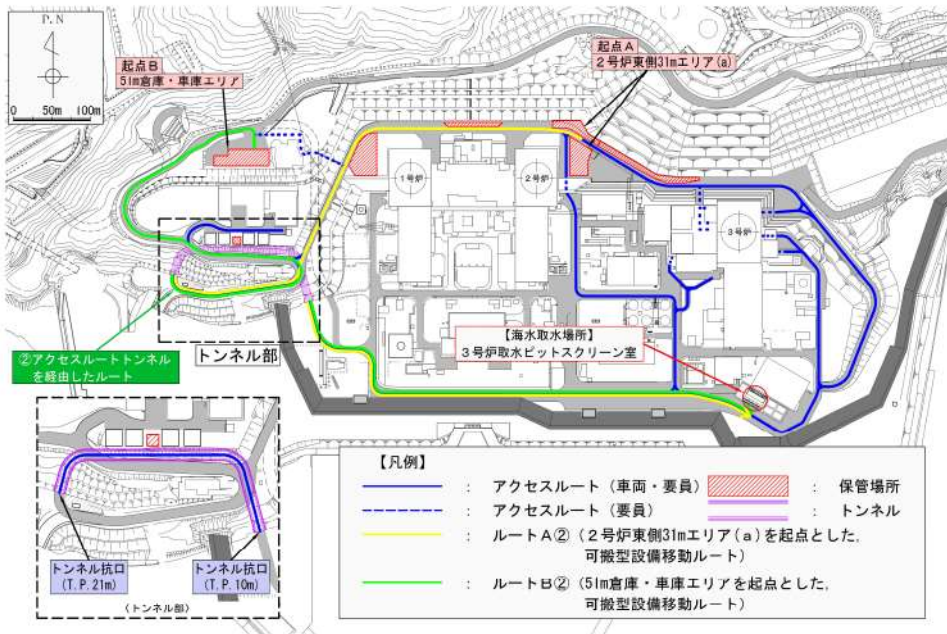 P.N
0 50m 100m
起点B
51m倉庫・車庫エリア
起点A
2号炉東側31mエリア(a)
1号炉
2号炉
3号炉
【海水取水場所】
3号炉取水ピットスクリーン室
②アクセスルートトンネル
を経由したルート
トンネル部
トンネル坑口
(T.P.21m)
トンネル坑口
(T.P.10m)
(トンネル部)
【凡例】
: アクセスルート(車両・要員)
: 保管場所
: アクセスルート(要員)
: トンネル
: ルートA②(2号炉東側31mエリア(a)を起点とした,
可搬型設備移動ルート)
: ルートB②(51m倉庫・車庫エリアを起点とした,
可搬型設備移動ルート)